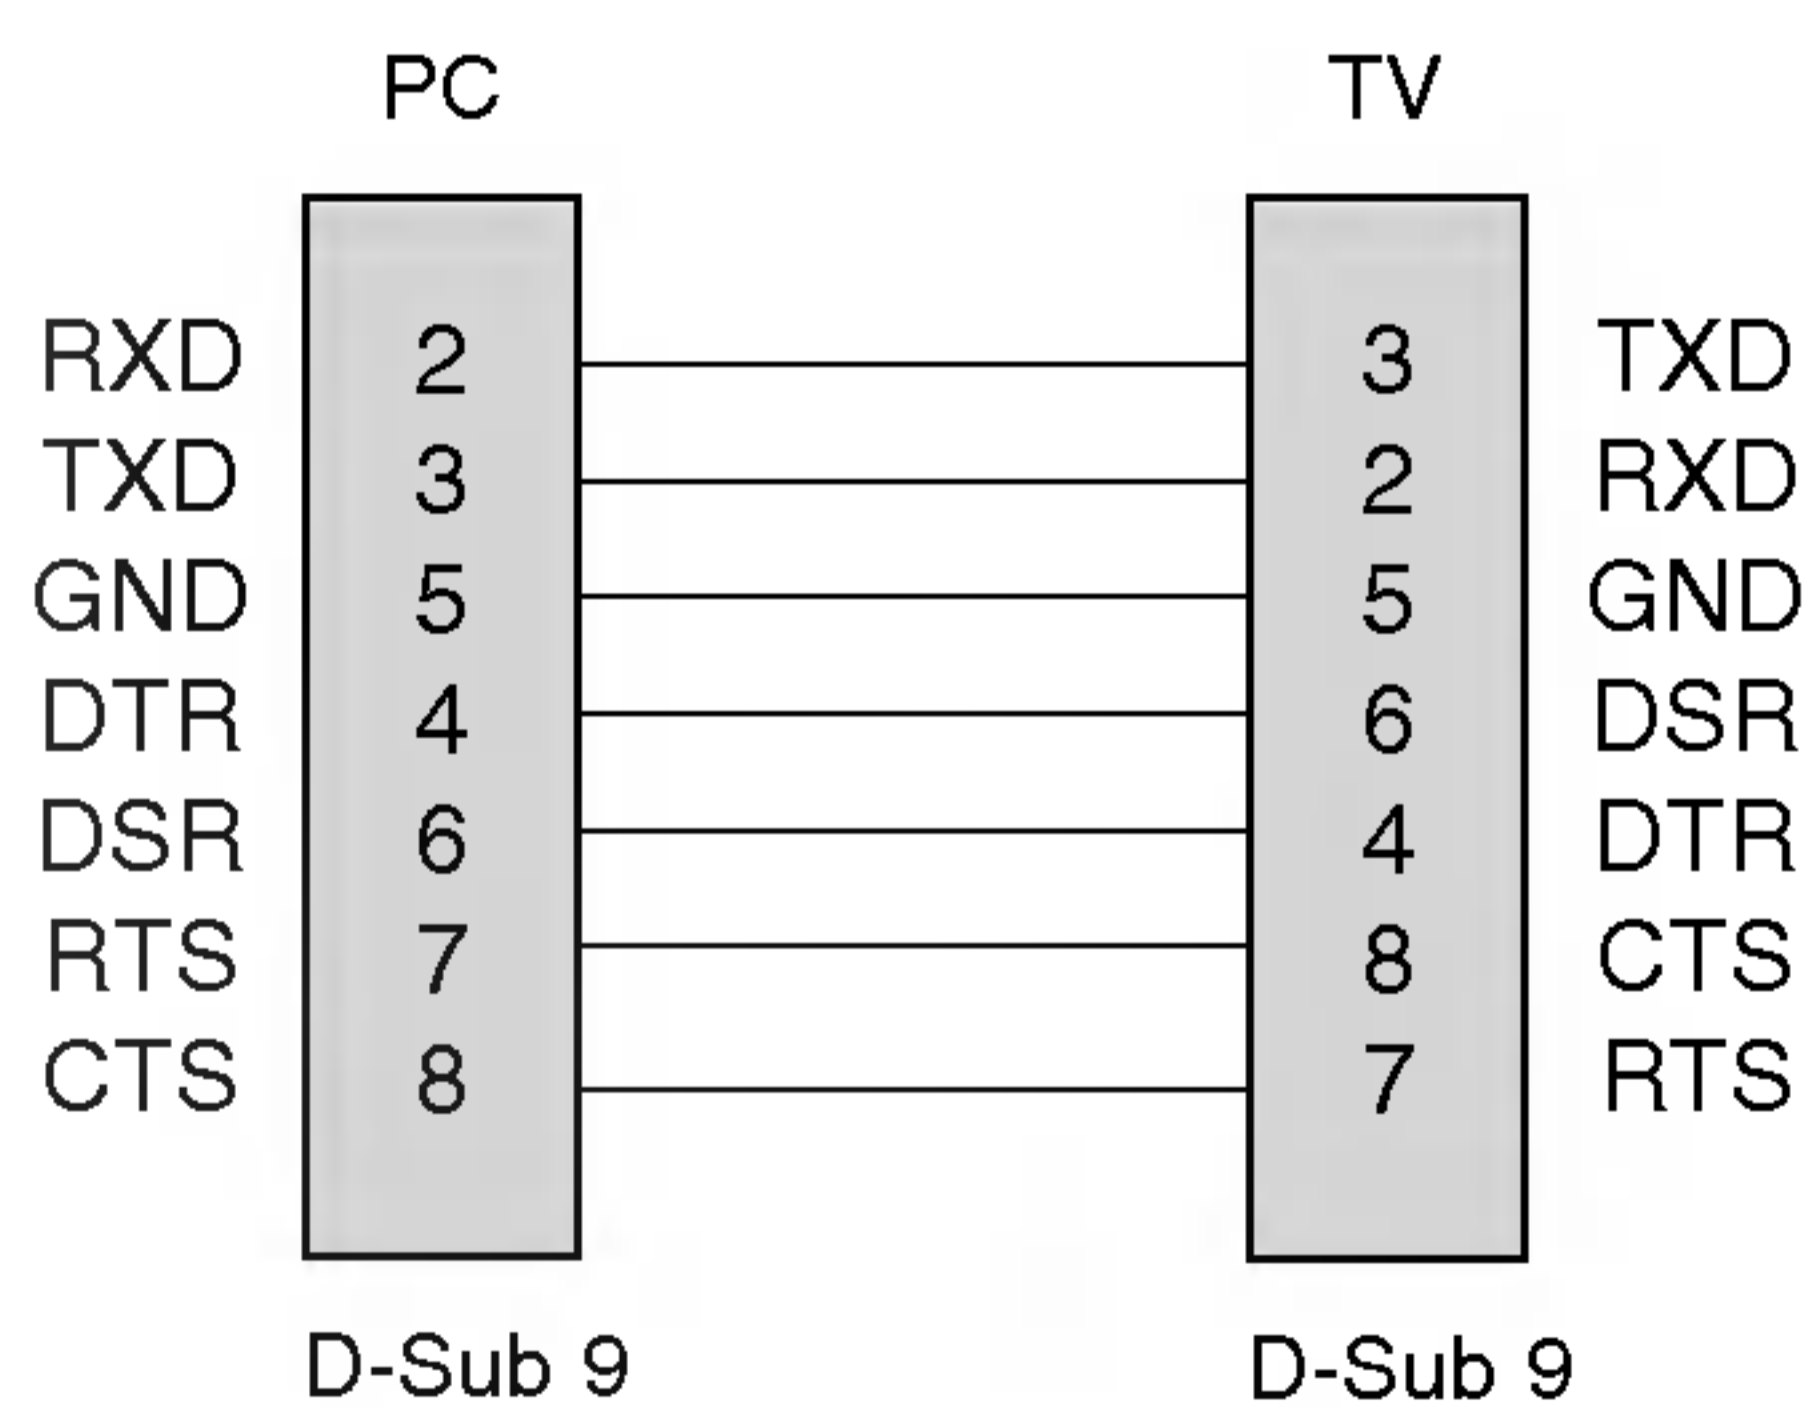 PC TV
RXD 2 3 TXD
TXD 3 2 RXD
GND 5 5 GND
DTR 4 6 DSR
DSR 6 4 DTR
RTS 7 8 CTS
CTS 8 7 RTS
D-Sub 9 D-Sub 9